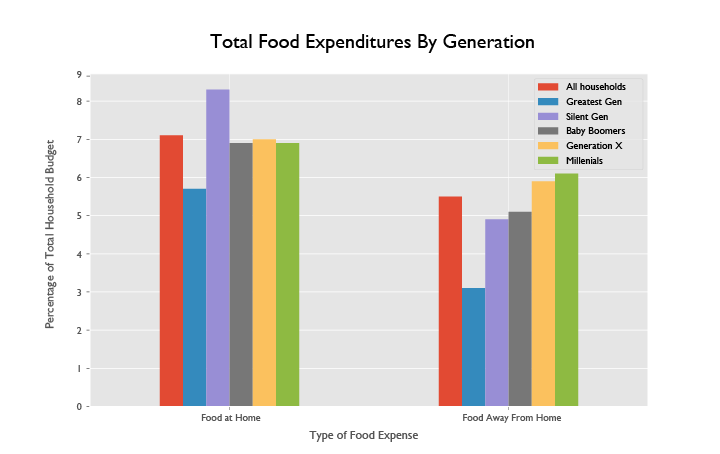 Total Food Expenditures By Generation
Percentage of Total Household Budget
9
8
7
6
5
4
3
2
1
0
All households
Greatest Gen
Silent Gen
Baby Boomers
Generation X
Millenials
Food at Home
Food Away From Home
Type of Food Expense